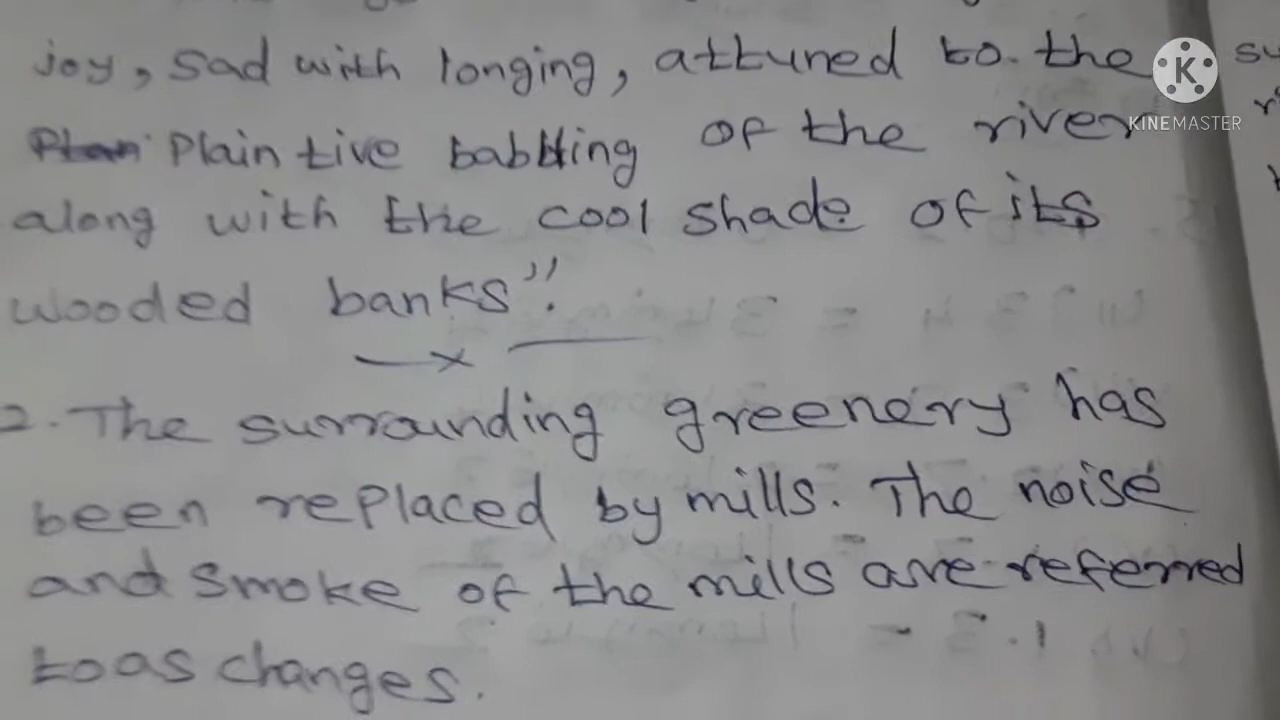 joy, sad with longing, attuned to. the
Plaintive babbling of the river
along with the cool shade of its
wooded banks".
2. The surrounding greenery has
been replaced by mills. The noise
and smoke of the mills are referred
to as changes.
KINEMASTER